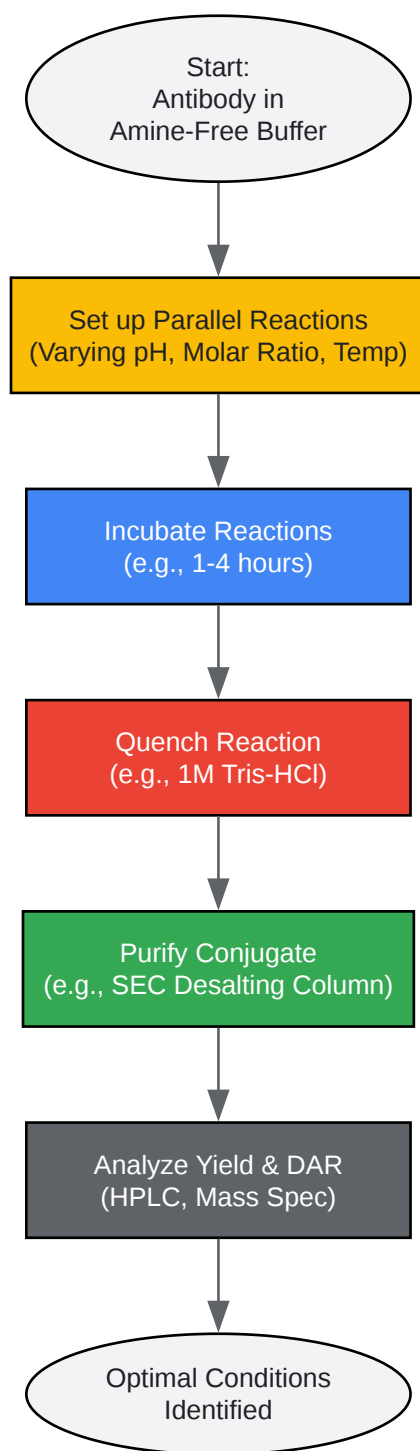 Start:
Antibody in
Amine-Free Buffer
Set up Parallel Reactions
(Varying pH, Molar Ratio, Temp)
Incubate Reactions
(e.g., 1-4 hours)
Quench Reaction
(e.g., 1M Tris-HCl)
Purify Conjugate
(e.g., SEC Desalting Column)
Analyze Yield & DAR
(HPLC, Mass Spec)
Optimal Conditions
Identified